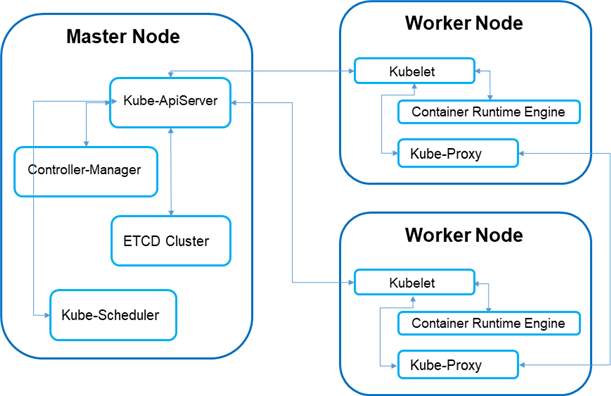 Master Node
Kube-ApiServer
Controller-Manager
ETCD Cluster
Kube-Scheduler
Worker Node
Kubelet
Container Runtime Engine
Kube-Proxy
Worker Node
Kubelet
Container Runtime Engine
Kube-Proxy